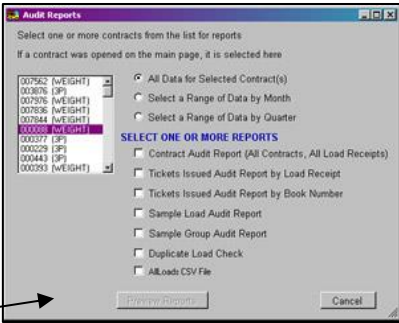 Audit Reports
Select one or more contracts from the list for reports
If a contract was opened on the main page, it is selected here
007562 (WEIGHT)
003876 (3P)
007976 (WEIGHT)
007836 (WEIGHT)
007844 (WEIGHT)
000088 (WEIGHT)
000377 (3P)
000229 (3P)
000443 (3P)
000393 (WEIGHT)
All Data for Selected Contract(s)
Select a Range of Data by Month
Select a Range of Data by Quarter
SELECT ONE OR MORE REPORTS
Contract Audit Report (All Contracts, All Load Receipts)
Tickets Issued Audit Report by Load Receipt
Tickets Issued Audit Report by Book Number
Sample Load Audit Report
Sample Group Audit Report
Duplicate Load Check
AllLoads CSV File
Preview Reports
Cancel